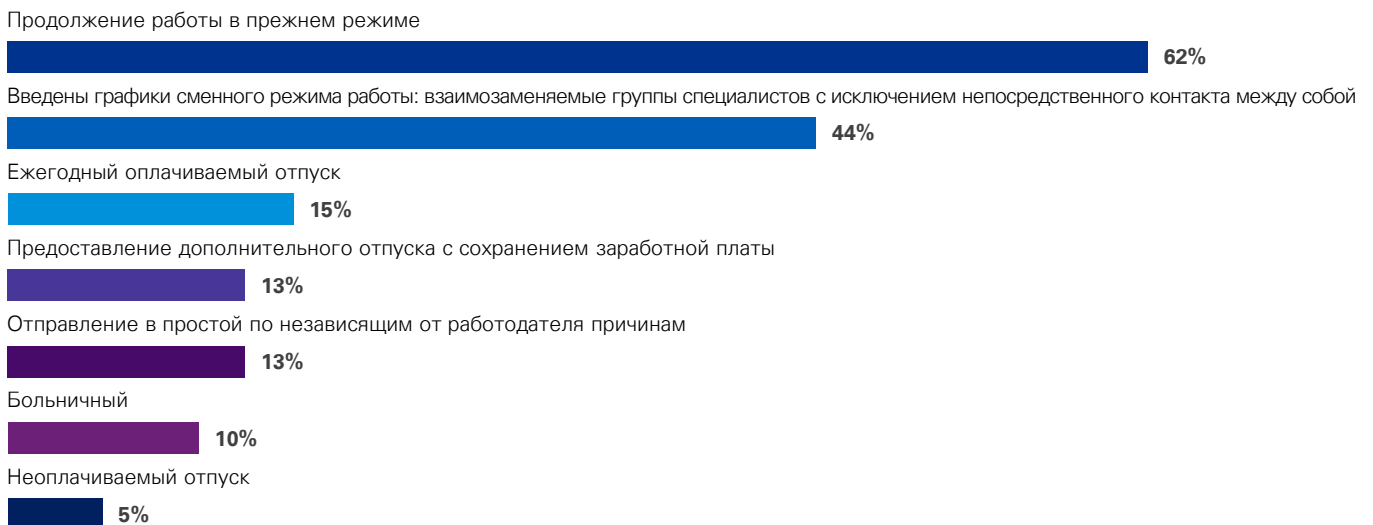 Продолжение работы в прежнем режиме
62%
Введены графики сменного режима работы: взаимозаменяемые группы специалистов с исключением непосредственного контакта между собой
44%
Ежегодный оплачиваемый отпуск
15%
Предоставление дополнительного отпуска с сохранением заработной платы
13%
Отправление в простой по независящим от работодателя причинам
13%
Больничный
10%
Неоплачиваемый отпуск
5%